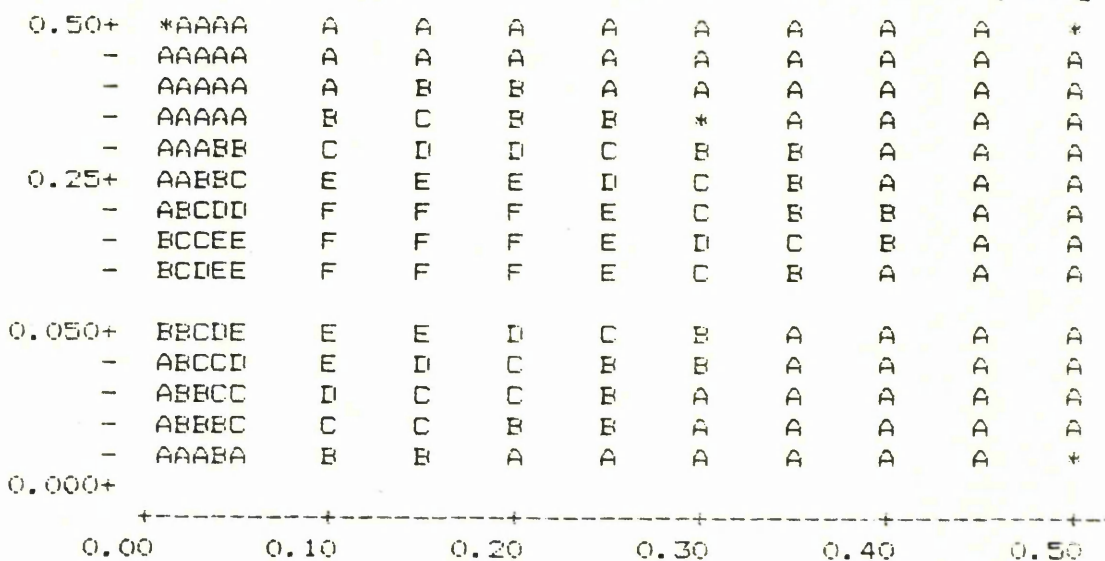 0.50+ *AAAA A A A A A A A A *
- AAAAA A A A A A A A A A
- AAAAA A B B A A A A A A
- AAAAA B C B B * A A A A
- AAABB C D D C B B A A A
0.25+ AABBC E E E D C B A A A
- ABCDD F F F E C B B A A
- BCCEE F F F E D C B A A
- BCDEE F F F E C B A A A
0.050+ BBCDE E E D C B A A A A
- ABCCD E D C B B A A A A
- ABBCC D C C B A A A A A
- ABBBC C C B B A A A A A
- AAABA B B A A A A A A *
0.000+
+---------+---------+---------+---------+---------+-
0.00 0.10 0.20 0.30 0.40 0.50